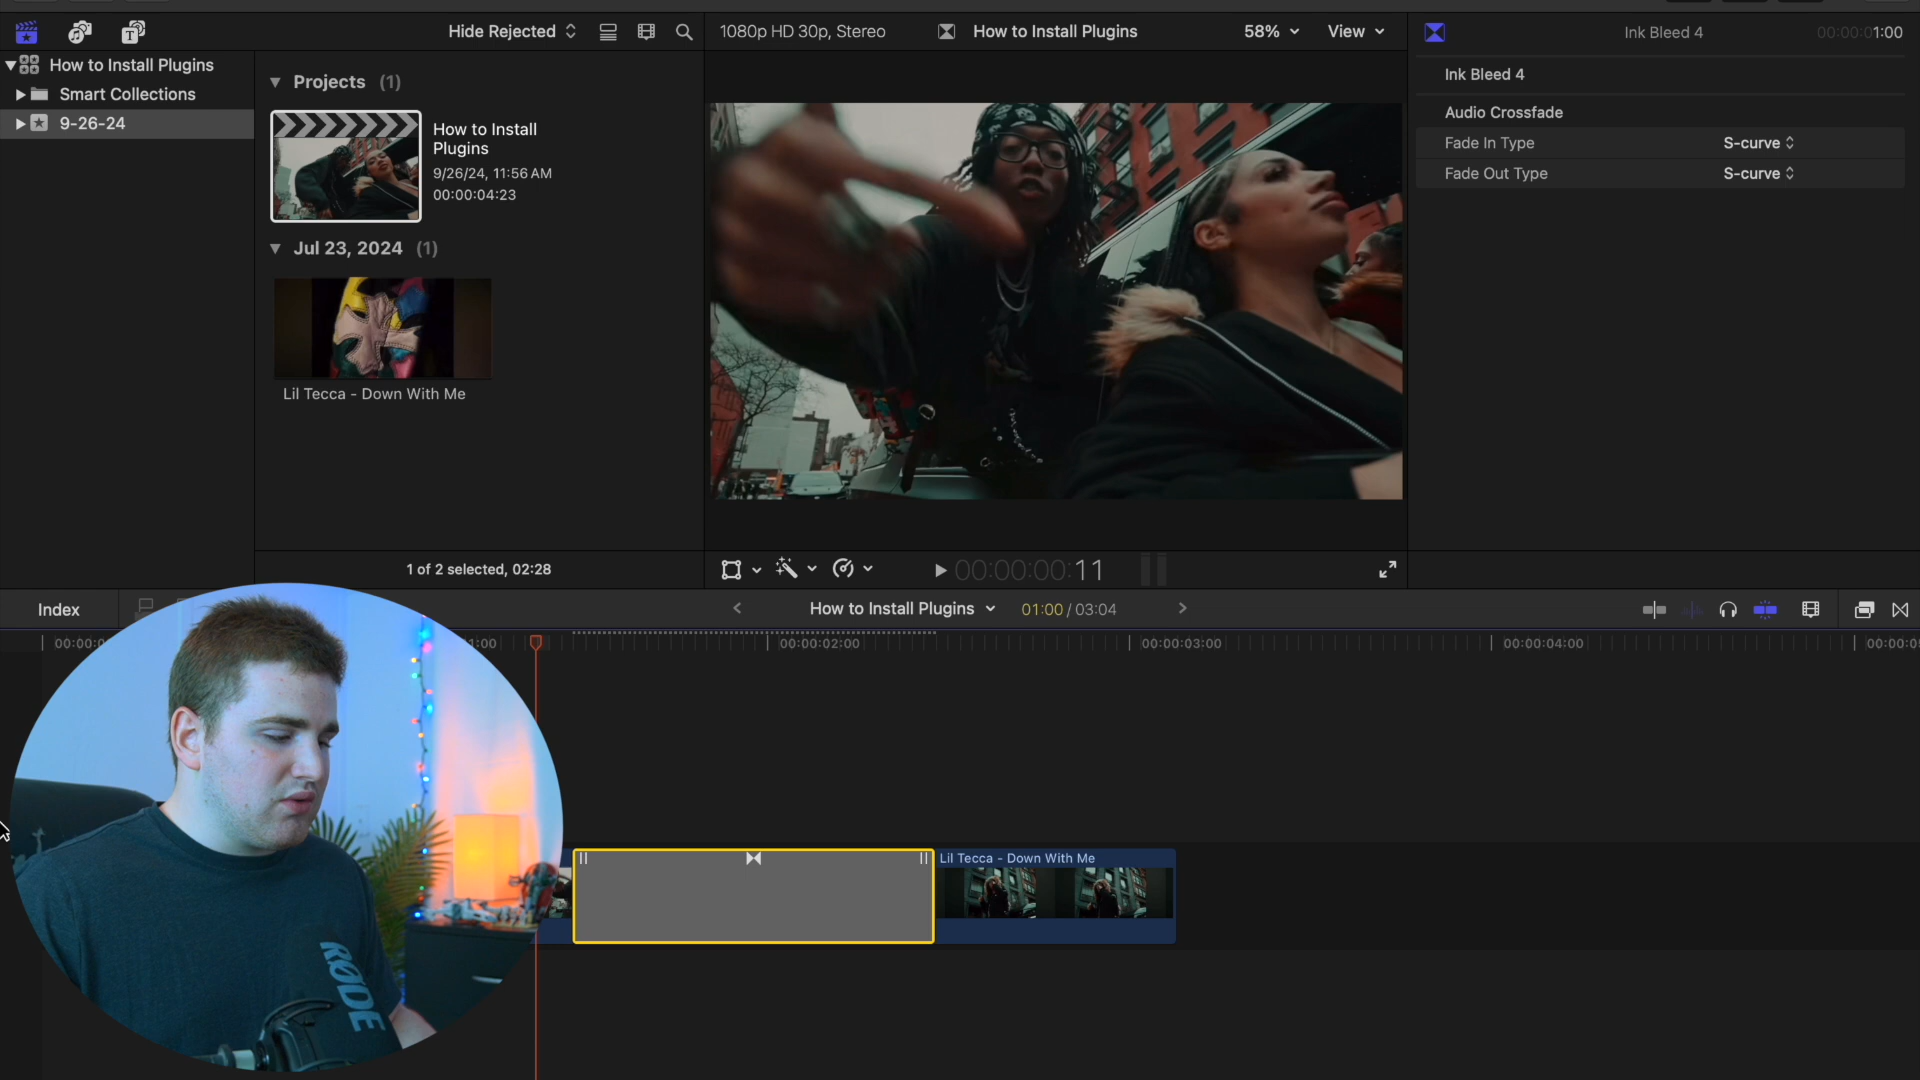 Hide Rejected
1080p HD 30p, Stereo
How to Install Plugins
58%
View
Ink Bleed 4
00:00:01:00
How to Install Plugins
Smart Collections
9-26-24
Projects (1)
How to Install
Plugins
9/26/24, 11:56 AM
00:00:04:23
Jul 23, 2024 (1)
Lil Tecca - Down With Me
Ink Bleed 4
Audio Crossfade
Fade In Type
S-curve
Fade Out Type
S-curve
1 of 2 selected, 02:28
00:00:00:11
Index
How to Install Plugins
01:00 / 03:04
00:00:02:00
00:00:03:00
00:00:04:00
Lil Tecca - Down With Me
RØDE